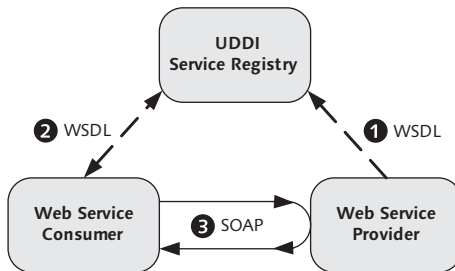 UDDI
Service Registry
2 WSDL
1 WSDL
Web Service
Consumer
3 SOAP
Web Service
Provider